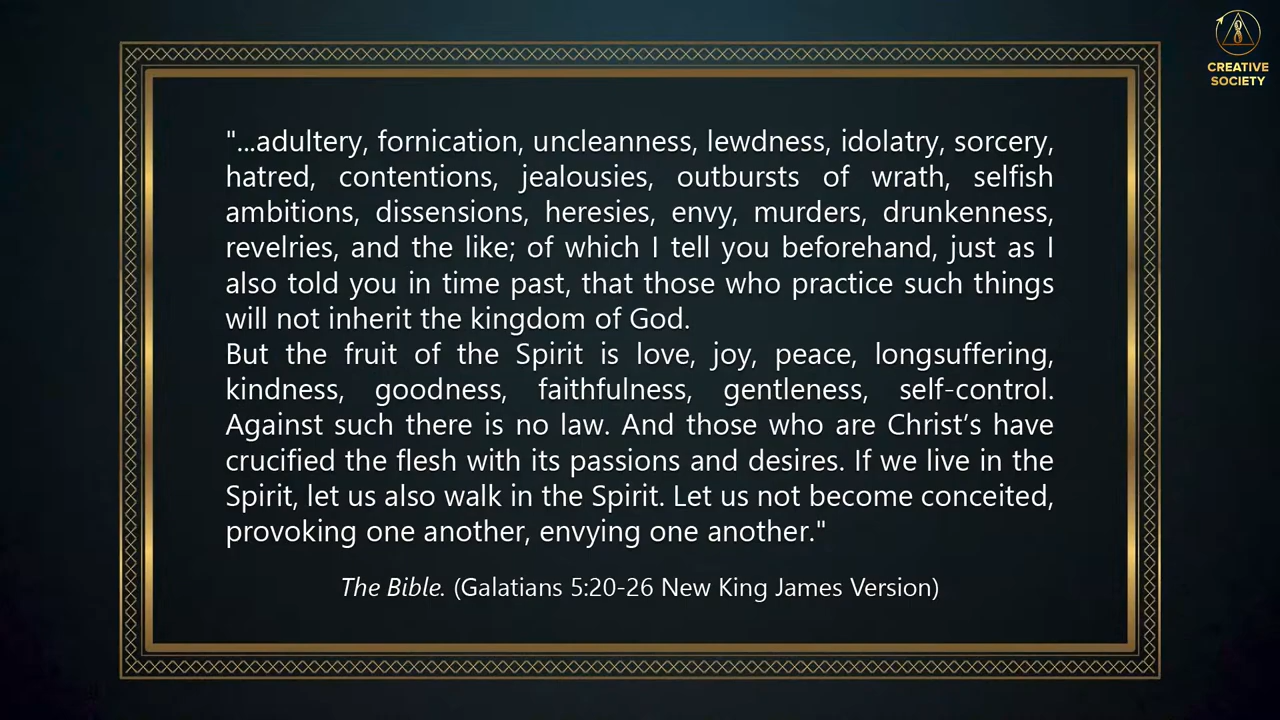 CREATIVE
SOCIETY
"...adultery, fornication, uncleanness, lewdness, idolatry, sorcery,
hatred, contentions, jealousies, outbursts of wrath, selfish
ambitions, dissensions, heresies, envy, murders, drunkenness,
revelries, and the like; of which I tell you beforehand, just as I
also told you in time past, that those who practice such things
will not inherit the kingdom of God.
But the fruit of the Spirit is love, joy, peace, longsuffering,
kindness, goodness, faithfulness, gentleness, self-control.
Against such there is no law. And those who are Christ’s have
crucified the flesh with its passions and desires. If we live in the
Spirit, let us also walk in the Spirit. Let us not become conceited,
provoking one another, envying one another."
The Bible. (Galatians 5:20-26 New King James Version)